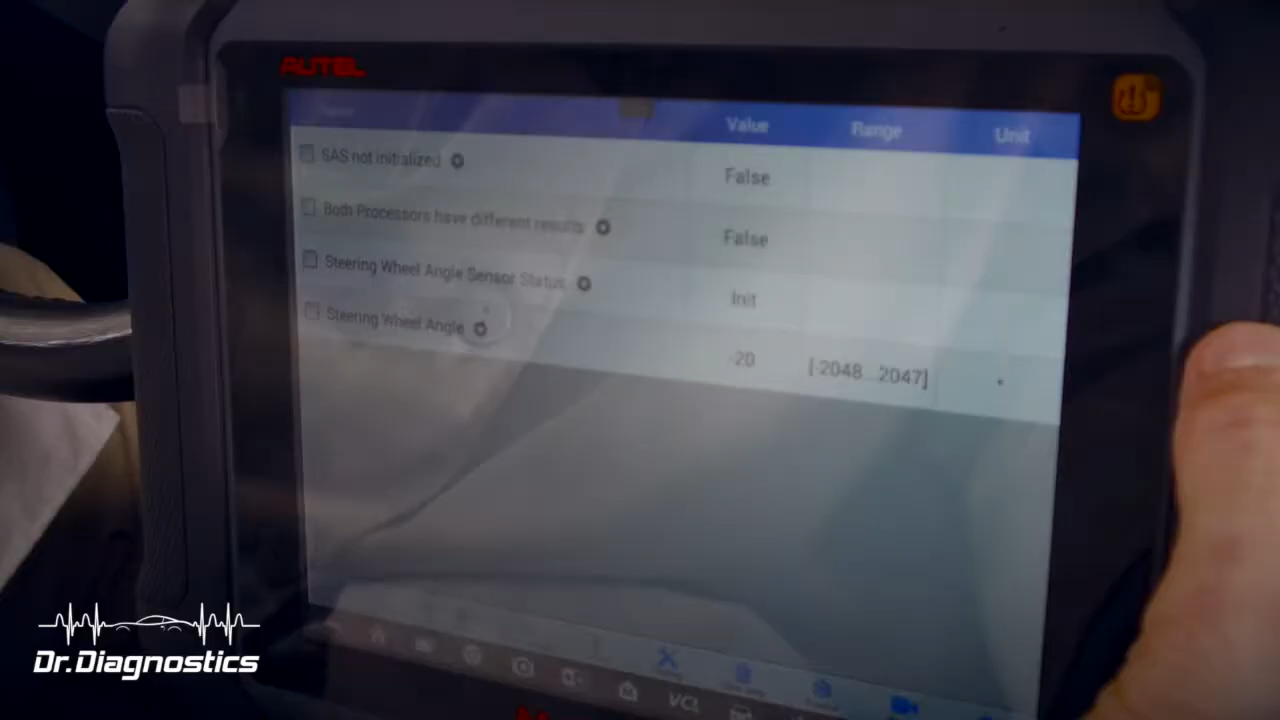 AUTEL
Value Range Unit
SAS not initialized False
Both Processors have different results False
Steering Wheel Angle Sensor Status Init
Steering Wheel Angle -20 [-2048...2047] °
VCI
Dr.Diagnostics